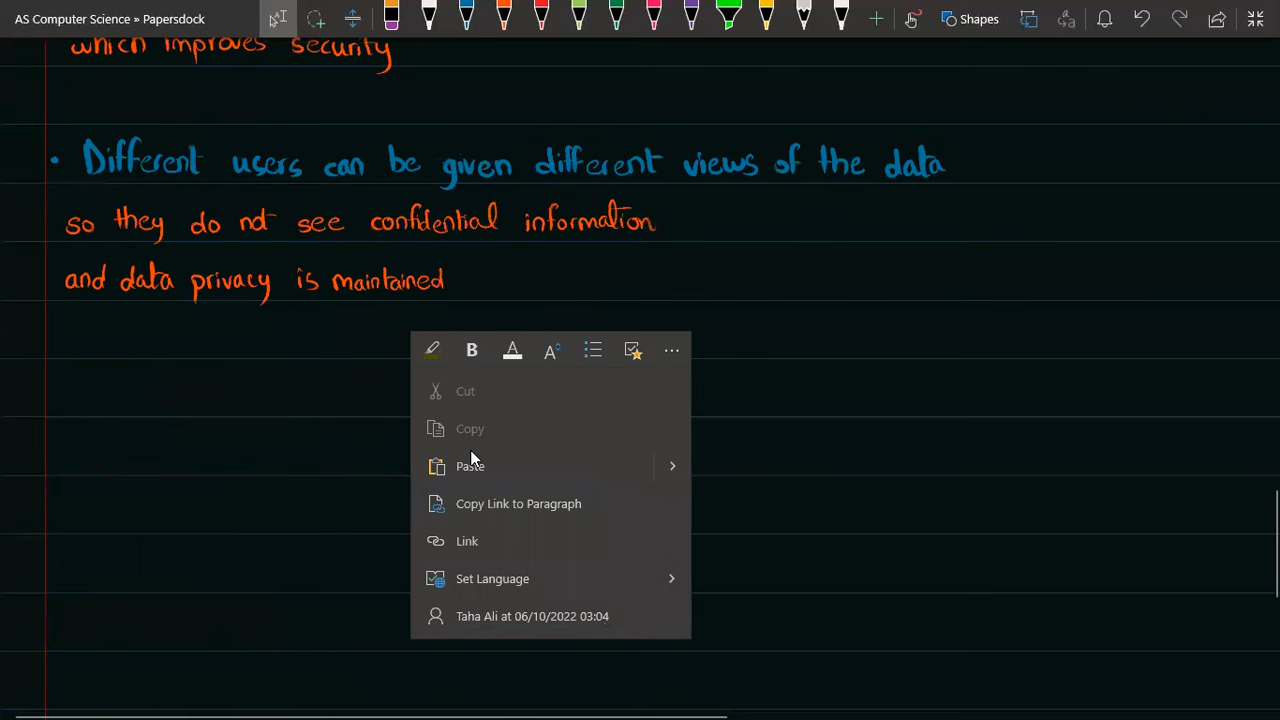 AS Computer Science » Papersdock
Shapes
which improves security
• Different users can be given different views of the data
so they do not see confidential information
and data privacy is maintained
B A A
Cut
Copy
Paste
Copy Link to Paragraph
Link
Set Language
Taha Ali at 06/10/2022 03:04